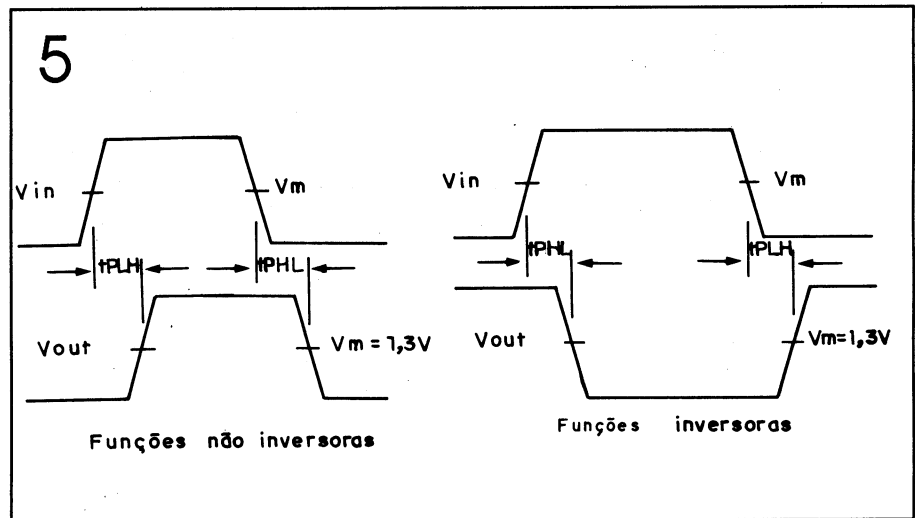 5
Vin
Vm
tPLH
tPHL
Vout
Vm = 1,3V
Funções não inversoras
Vin
Vm
tPHL
tPLH
Vout
Vm=1,3V
Funções inversoras